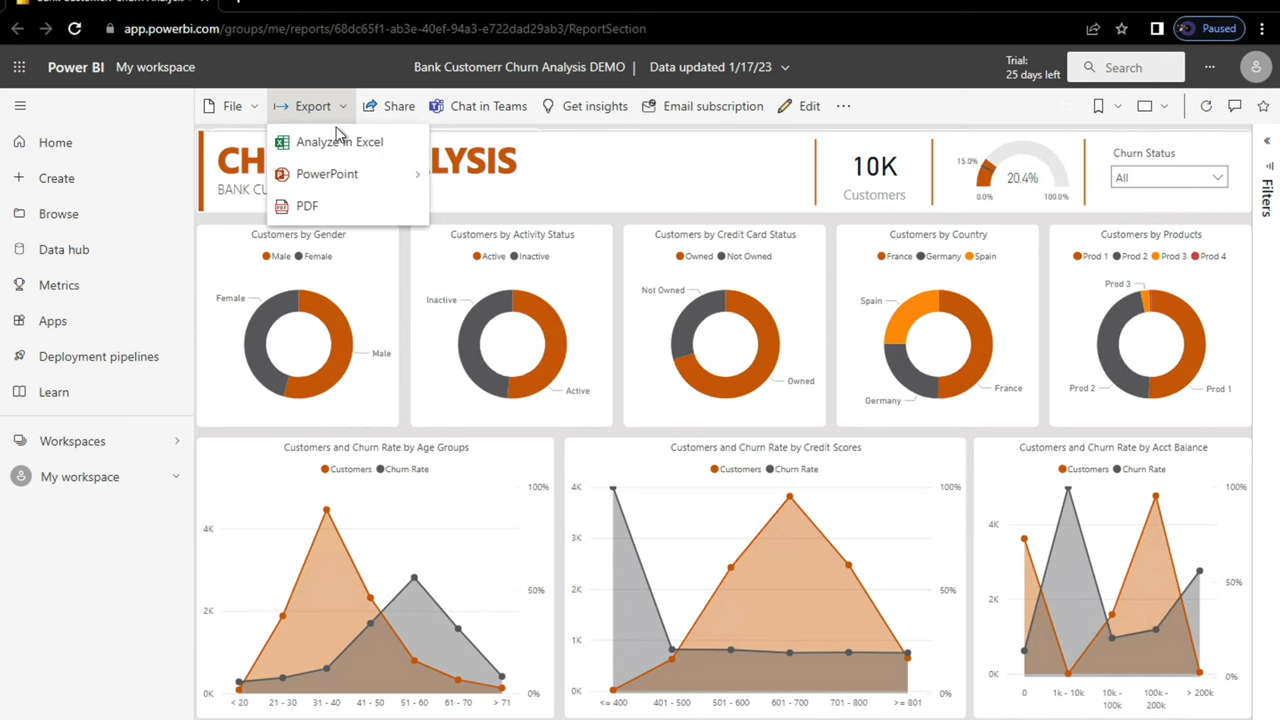 app.powerbi.com/groups/me/reports/68dc65f1-ab3e-40ef-94a3-e722dad29ab3/ReportSection
Paused
Power BI My workspace
Bank Customerr Churn Analysis DEMO | Data updated 1/17/23
Trial:
25 days left
Search
File
Export
Share
Chat in Teams
Get insights
Email subscription
Edit
Analyze in Excel
PowerPoint
PDF
Home
Create
Browse
Data hub
Metrics
Apps
Deployment pipelines
Learn
Workspaces
My workspace
CH
LYSIS
BANK CU
10K
Customers
15.0%
20.4%
0.0%
100.0%
Churn Status
All
Filters
Customers by Gender
Male Female
Female
Male
Customers by Activity Status
Active Inactive
Inactive
Active
Customers by Credit Card Status
Owned Not Owned
Not Owned
Owned
Customers by Country
France Germany Spain
Spain
Germany
France
Customers by Products
Prod 1 Prod 2 Prod 3 Prod 4
Prod 3
Prod 2
Prod 1
Customers and Churn Rate by Age Groups
Customers Churn Rate
100%
4K
50%
2K
0K
0%
< 20 21 - 30 31 - 40 41 - 50 51 - 60 61 - 70 > 71
Customers and Churn Rate by Credit Scores
Customers Churn Rate
4K
100%
3K
2K
50%
1K
0K
0%
<= 400 401 - 500 501 - 600 601 - 700 701 - 800 >= 801
Customers and Churn Rate by Acct Balance
Customers Churn Rate
100%
4K
50%
2K
0K
0%
0 1k - 10k 10k - 100k - > 200k
100k 200k